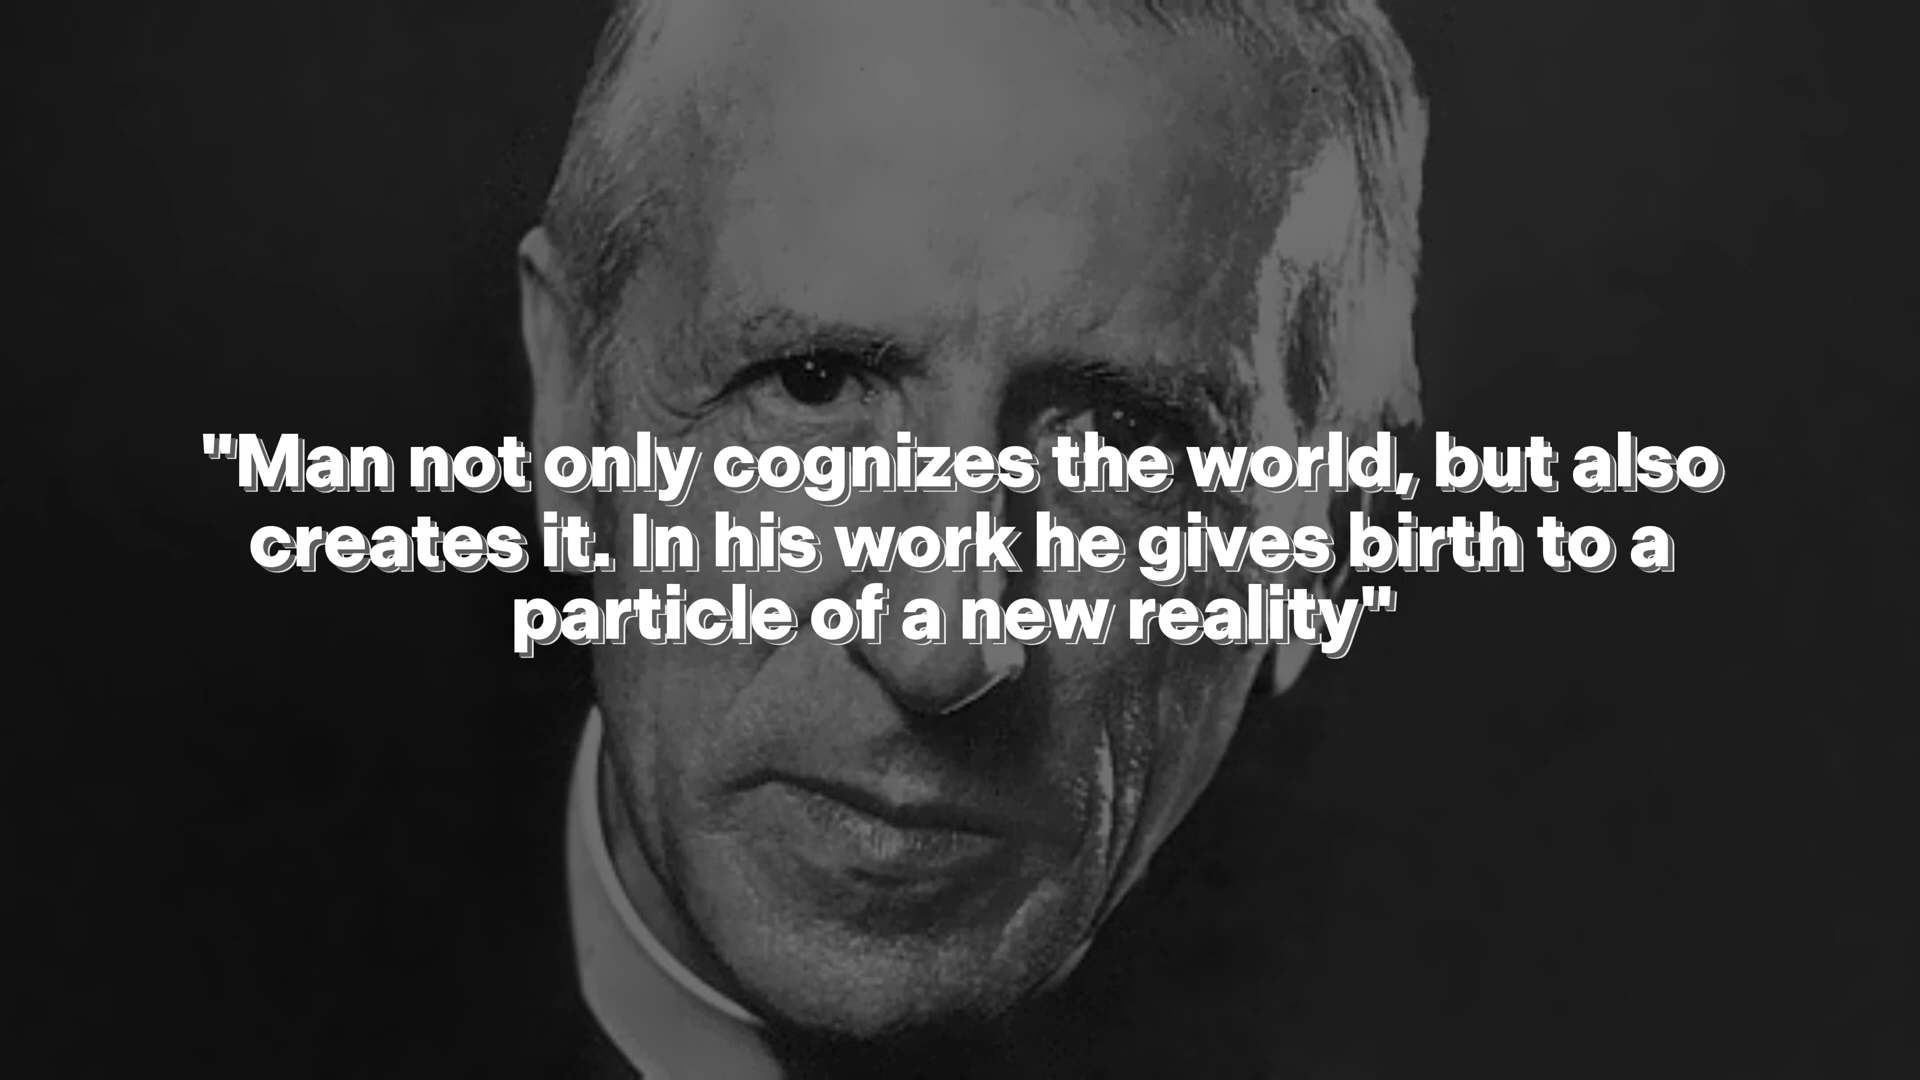 "Man not only cognizes the world, but also
creates it. In his work he gives birth to a
particle of a new reality"